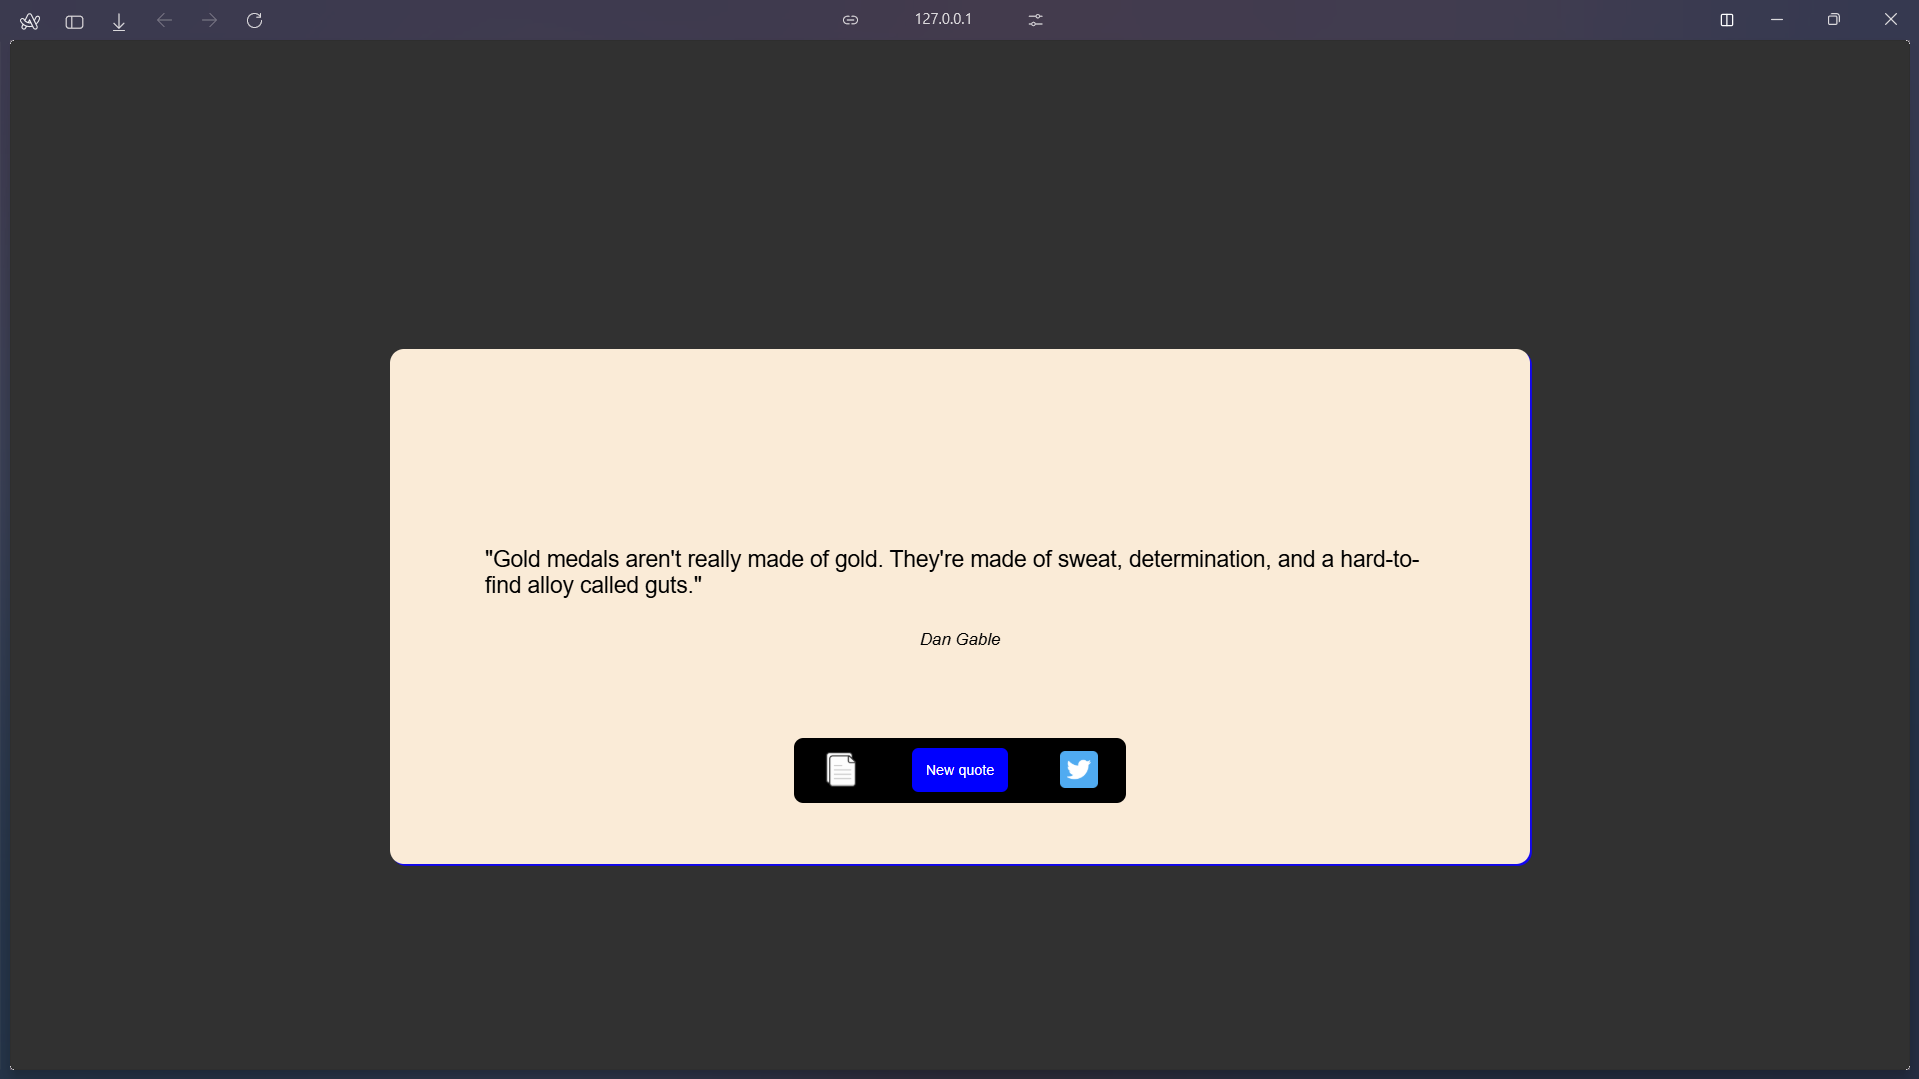 127.0.0.1
"Gold medals aren't really made of gold. They're made of sweat, determination, and a hard-to-
find alloy called guts."
Dan Gable
New quote